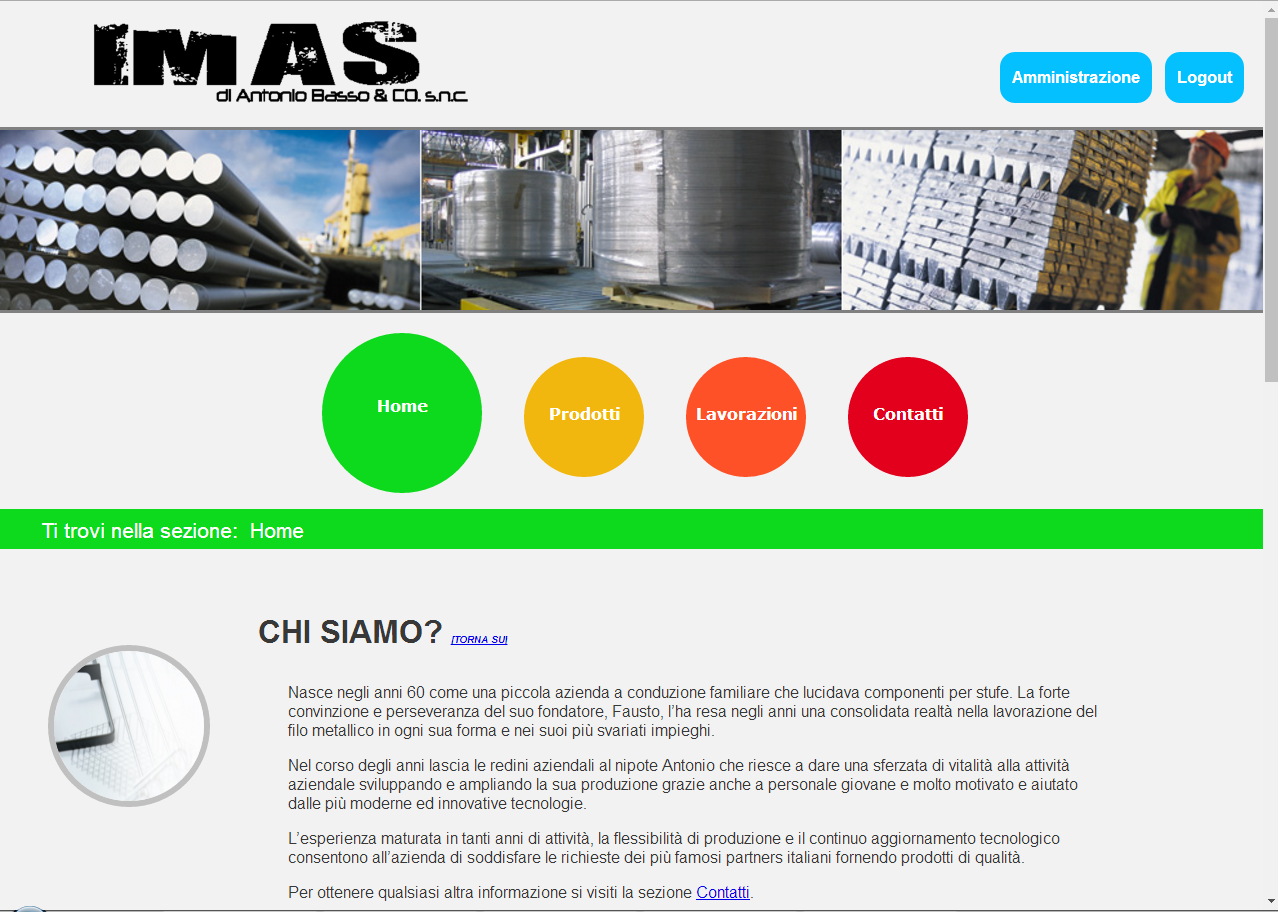 IMAS
di Antonio Basso & CO. s.n.c
Amministrazione
Logout
Home
Prodotti
Lavorazioni
Contatti
Ti trovi nella sezione: Home
CHI SIAMO? [TORNA SU]
Nasce negli anni 60 come una piccola azienda a conduzione familiare che lucidava componenti per stufe. La forte
convinzione e perseveranza del suo fondatore, Fausto, l’ha resa negli anni una consolidata realtà nella lavorazione del
filo metallico in ogni sua forma e nei suoi più svariati impieghi.
Nel corso degli anni lascia le redini aziendali al nipote Antonio che riesce a dare una sferzata di vitalità alla attività
aziendale sviluppando e ampliando la sua produzione grazie anche a personale giovane e molto motivato e aiutato
dalle più moderne ed innovative tecnologie.
L’esperienza maturata in tanti anni di attività, la flessibilità di produzione e il continuo aggiornamento tecnologico
consentono all’azienda di soddisfare le richieste dei più famosi partners italiani fornendo prodotti di qualità.
Per ottenere qualsiasi altra informazione si visiti la sezione Contatti.